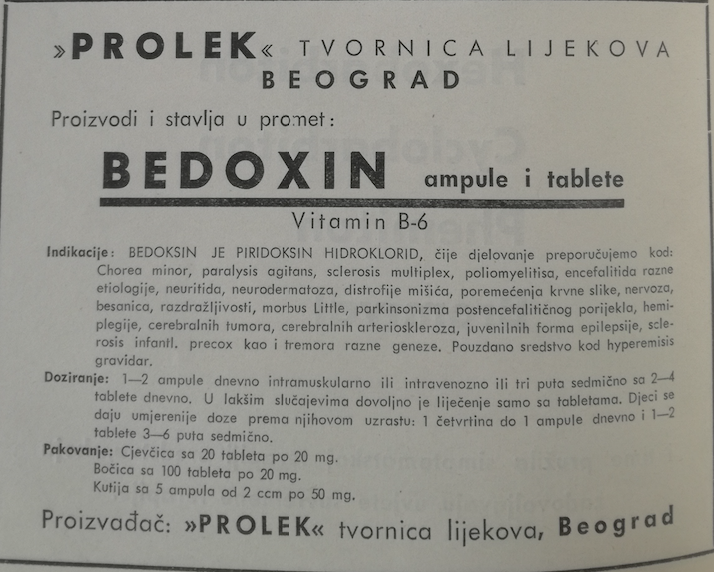 »PROLEK« TVORNICA LIJEKOVA
BEOGRAD
Proizvodi i stavlja u promet:
BEDOXIN ampule i tablete
Vitamin B-6
Indikacije: BEDOKSIN JE PIRIDOKSIN HIDROKLORID, čije djelovanje preporučujemo kod:
Chorea minor, paralysis agitans, sclerosis multiplex, poliomyelitisa, encefalitida razne
etiologije, neuritida, neurodermatoza, distrofije mišića, poremećenja krvne slike, nervoza,
besanica, razdražljivosti, morbus Little, parkinsonizma postencefalitičnog porijekla, hemi-
plegije, cerebralnih tumora, cerebralnih arterioskleroza, juvenilnih forma epilepsije, scle-
rosis infantl. precox kao i tremora razne geneze. Pouzdano sredstvo kod hyperemisis
gravidar.
Doziranje: 1—2 ampule dnevno intramuskularno ili intravenozno ili tri puta sedmično sa 2—4
tablete dnevno. U lakšim slučajevima dovoljno je liječenje samo sa tabletama. Djeci se
daju umjerenije doze prema njihovom uzrastu: 1 četvrtina do 1 ampule dnevno i 1—2
tablete 3—6 puta sedmično.
Pakovanje: Cjevčica sa 20 tableta po 20 mg.
Bočica sa 100 tableta po 20 mg.
Kutija sa 5 ampula od 2 ccm po 50 mg.
Proizvađač: »PROLEK« tvornica lijekova, Beograd